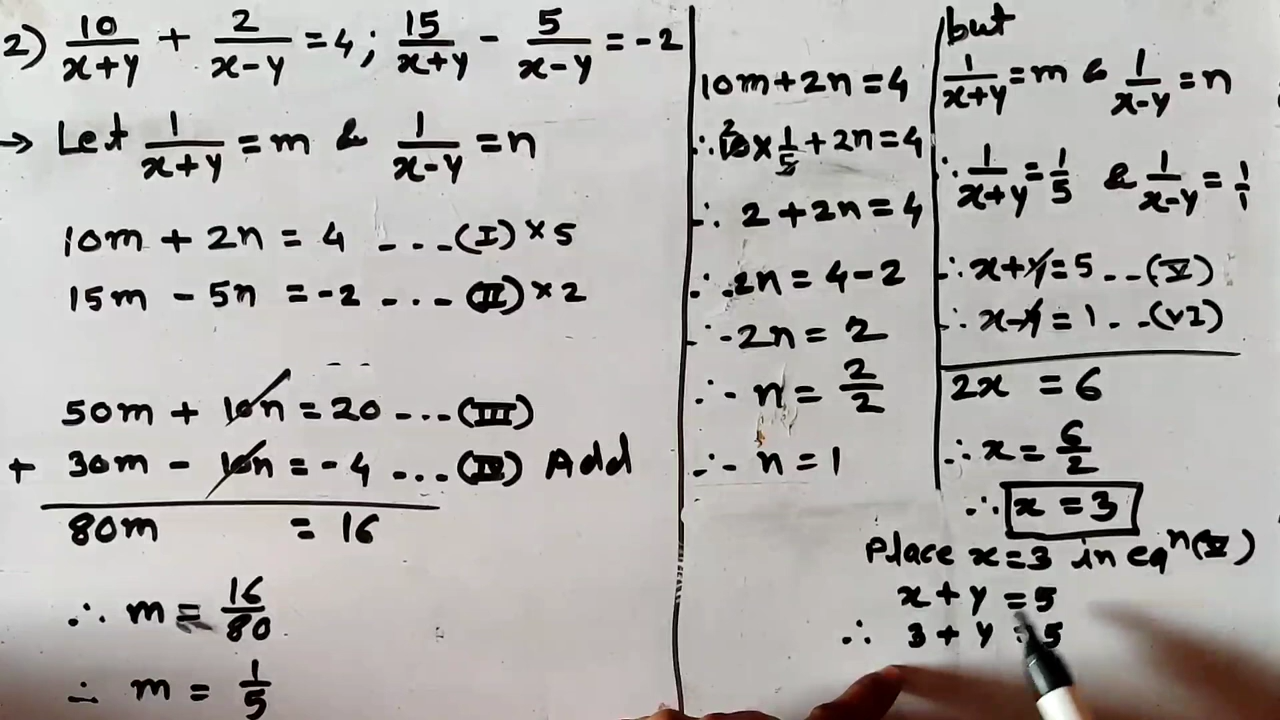 2) 10/(x+y) + 2/(x-y) = 4 ; 15/(x+y) - 5/(x-y) = -2
→ Let 1/(x+y) = m & 1/(x-y) = n
10m + 2n = 4 ---(I) × 5
15m - 5n = -2 ---(II) × 2
50m + 10n = 20 ---(III)
+ 30m - 10n = -4 ---(IV) Add
80m = 16
∴ m = 16/80
∴ m = 1/5
10m + 2n = 4
∴ 10 2 × 1/5 + 2n = 4
∴ 2 + 2n = 4
∴ 2n = 4 - 2
∴ 2n = 2
∴ n = 2/2
∴ n = 1
but
1/(x+y) = m & 1/(x-y) = n
∴ 1/(x+y) = 1/5 & 1/(x-y) = 1/1
∴ x+y = 5 --(V)
∴ x-y = 1 --(VI)
2x = 6
∴ x = 6/2
∴ x = 3
Place x=3 in eqⁿ(V)
x + y = 5
∴ 3 + y = 5